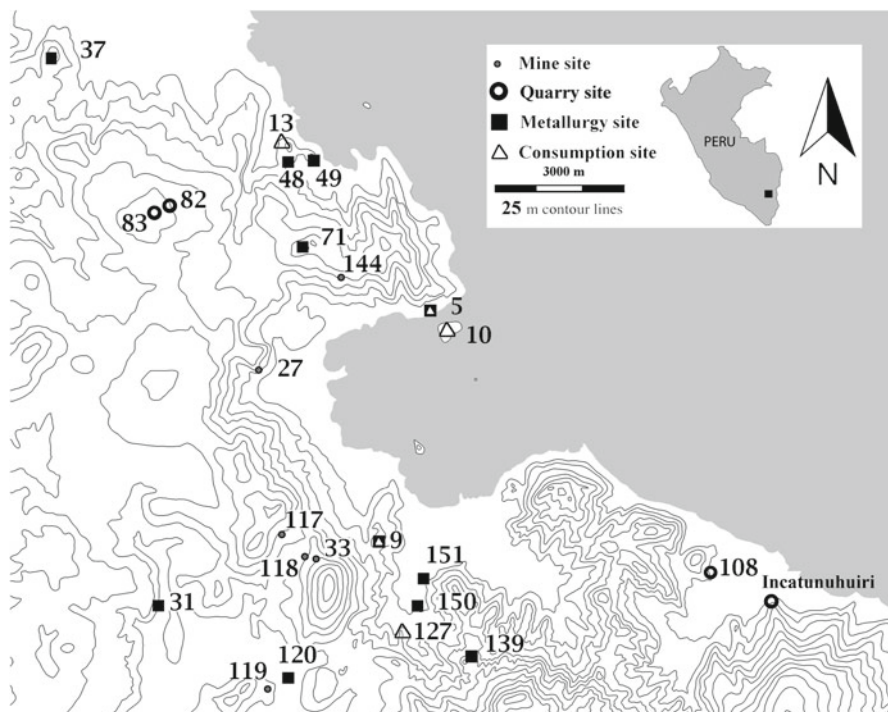 37
Mine site
Quarry site
Metallurgy site
Consumption site
3000 m
25 m contour lines
PERU
N
13
48
49
82
83
71
144
5
10
27
117
118
33
9
151
108
Incatunuhuiri
31
150
127
139
120
119